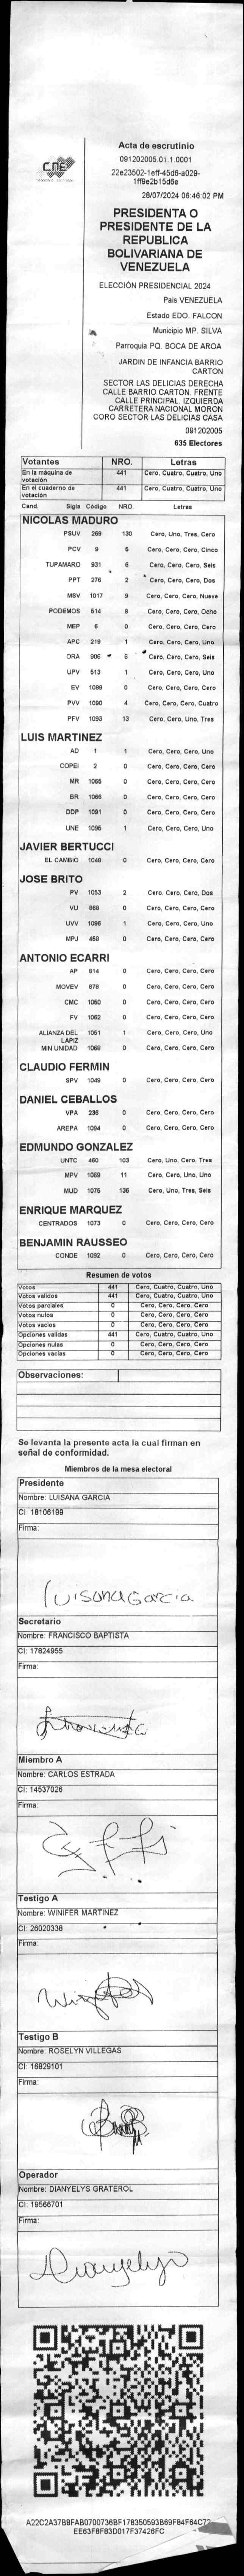 CNE
Acta de escrutinio
091202005.01.1.0001
22e23502-1eff-45d6-a029-
1ff9e2b15d6e
28/07/2024 06:46:02 PM
PRESIDENTA O
PRESIDENTE DE LA
REPUBLICA
BOLIVARIANA DE
VENEZUELA
ELECCIÓN PRESIDENCIAL 2024
Pais VENEZUELA
Estado EDO. FALCON
Municipio MP. SILVA
Parroquia PQ. BOCA DE AROA
JARDIN DE INFANCIA BARRIO
CARTON
SECTOR LAS DELICIAS DERECHA
CALLE BARRIO CARTON. FRENTE
CALLE PRINCIPAL. IZQUIERDA
CARRETERA NACIONAL MORON
CORO SECTOR LAS DELICIAS CASA
091202005
635 Electores
Votantes NRO. Letras
En la máquina de votación 441 Cero, Cuatro, Cuatro, Uno
En el cuaderno de votación 441 Cero, Cuatro, Cuatro, Uno
Cand. Sigla Código NRO. Letras
NICOLAS MADURO
PSUV 269 130 Cero, Uno, Tres, Cero
PCV 9 5 Cero, Cero, Cero, Cinco
TUPAMARO 931 6 Cero, Cero, Cero, Seis
PPT 276 2 Cero, Cero, Cero, Dos
MSV 1017 9 Cero, Cero, Cero, Nueve
PODEMOS 514 8 Cero, Cero, Cero, Ocho
MEP 6 0 Cero, Cero, Cero, Cero
APC 219 1 Cero, Cero, Cero, Uno
ORA 906 6 Cero, Cero, Cero, Seis
UPV 513 1 Cero, Cero, Cero, Uno
EV 1089 0 Cero, Cero, Cero, Cero
PVV 1090 4 Cero, Cero, Cero, Cuatro
PFV 1093 13 Cero, Cero, Uno, Tres
LUIS MARTINEZ
AD 1 1 Cero, Cero, Cero, Uno
COPEI 2 0 Cero, Cero, Cero, Cero
MR 1065 0 Cero, Cero, Cero, Cero
BR 1066 0 Cero, Cero, Cero, Cero
DDP 1091 0 Cero, Cero, Cero, Cero
UNE 1095 1 Cero, Cero, Cero, Uno
JAVIER BERTUCCI
EL CAMBIO 1048 0 Cero, Cero, Cero, Cero
JOSE BRITO
PV 1053 2 Cero, Cero, Cero, Dos
VU 868 0 Cero, Cero, Cero, Cero
UVV 1096 1 Cero, Cero, Cero, Uno
MPJ 458 0 Cero, Cero, Cero, Cero
ANTONIO ECARRI
AP 814 0 Cero, Cero, Cero, Cero
MOVEV 878 0 Cero, Cero, Cero, Cero
CMC 1050 0 Cero, Cero, Cero, Cero
FV 1062 0 Cero, Cero, Cero, Cero
ALIANZA DEL LAPIZ 1051 1 Cero, Cero, Cero, Uno
MIN UNIDAD 1068 0 Cero, Cero, Cero, Cero
CLAUDIO FERMIN
SPV 1049 0 Cero, Cero, Cero, Cero
DANIEL CEBALLOS
VPA 236 0 Cero, Cero, Cero, Cero
AREPA 1094 0 Cero, Cero, Cero, Cero
EDMUNDO GONZALEZ
UNTC 460 103 Cero, Uno, Cero, Tres
MPV 1069 11 Cero, Cero, Uno, Uno
MUD 1075 136 Cero, Uno, Tres, Seis
ENRIQUE MARQUEZ
CENTRADOS 1073 0 Cero, Cero, Cero, Cero
BENJAMIN RAUSSEO
CONDE 1092 0 Cero, Cero, Cero, Cero
Resumen de votos
Votos 441 Cero, Cuatro, Cuatro, Uno
Votos validos 441 Cero, Cuatro, Cuatro, Uno
Votos parciales 0 Cero, Cero, Cero, Cero
Votos nulos 0 Cero, Cero, Cero, Cero
Votos vacios 0 Cero, Cero, Cero, Cero
Opciones validas 441 Cero, Cuatro, Cuatro, Uno
Opciones nulas 0 Cero, Cero, Cero, Cero
Opciones vacias 0 Cero, Cero, Cero, Cero
Observaciones:
Se levanta la presente acta la cual firman en
señal de conformidad.
Miembros de la mesa electoral
Presidente
Nombre: LUISANA GARCIA
CI: 18106199
Firma:
Luisana Garcia
Secretario
Nombre: FRANCISCO BAPTISTA
CI: 17824955
Firma:
Miembro A
Nombre: CARLOS ESTRADA
CI: 14537026
Firma:
Testigo A
Nombre: WINIFER MARTINEZ
CI: 26020338
Firma:
Testigo B
Nombre: ROSELYN VILLEGAS
CI: 16829101
Firma:
Operador
Nombre: DIANYELYS GRATEROL
CI: 19566701
Firma:
Dianyelys
A22C2A37B8FAB0700736BF178350593B69F84F64C72
EE63F8F83D017F37426FC